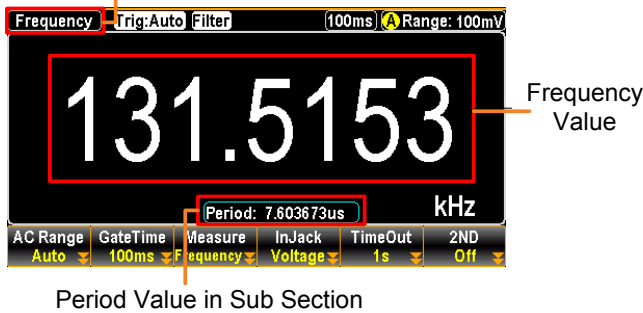 Frequency Trig:Auto Filter 100ms A Range: 100mV
131.5153
Frequency
Value
Period: 7.603673us kHz
AC Range GateTime Measure InJack TimeOut 2ND
Auto 100ms Frequency Voltage 1s Off
Period Value in Sub Section